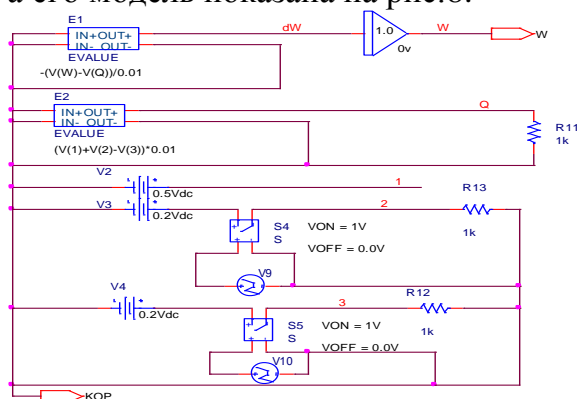 а его модель показана на рис.8.
E1
IN+OUT+
IN- OUT-
EVALUE
-(V(W)-V(Q))/0.01
dW
1.0
0v
W
W
E2
IN+OUT+
IN- OUT-
EVALUE
(V(1)+V(2)-V(3))*0.01
Q
R11
1k
V2
0.5Vdc
1
V3
0.2Vdc
2
R13
1k
S4
S
VON = 1V
VOFF = 0.0V
V9
V4
0.2Vdc
3
R12
1k
S5
S
VON = 1V
VOFF = 0.0V
V10
KOP